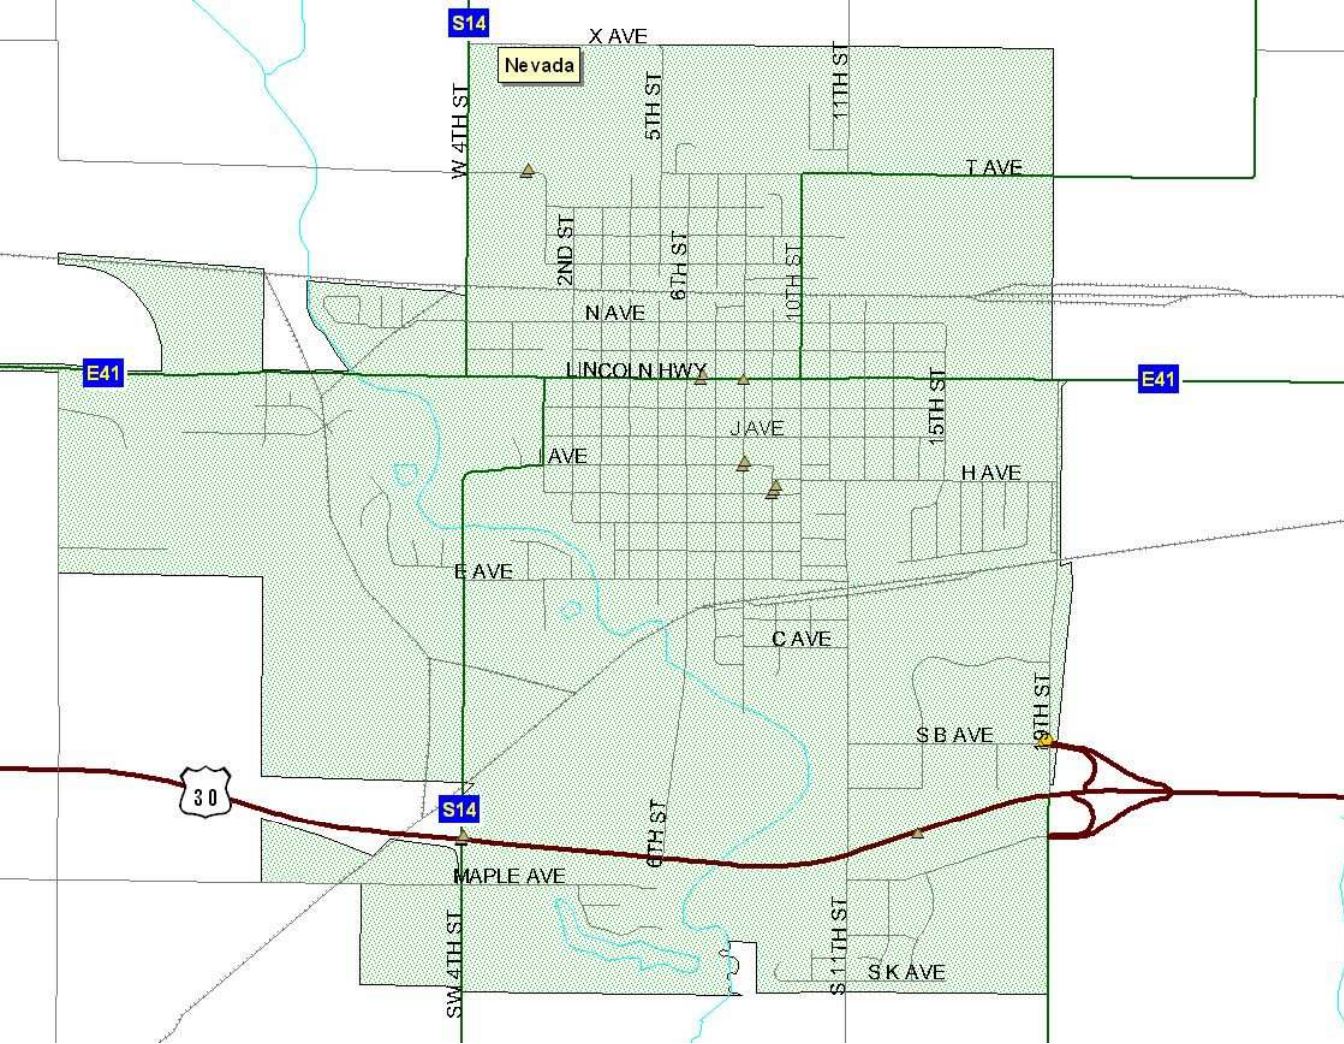 S14
X AVE
Nevada
W 4TH ST
5TH ST
11TH ST
T AVE
2ND ST
6TH ST
10TH ST
N AVE
LINCOLN HWY
E41
E41
15TH ST
J AVE
AVE
H AVE
E AVE
C AVE
19TH ST
S B AVE
30
S14
6TH ST
MAPLE AVE
SW 4TH ST
S 11TH ST
S K AVE